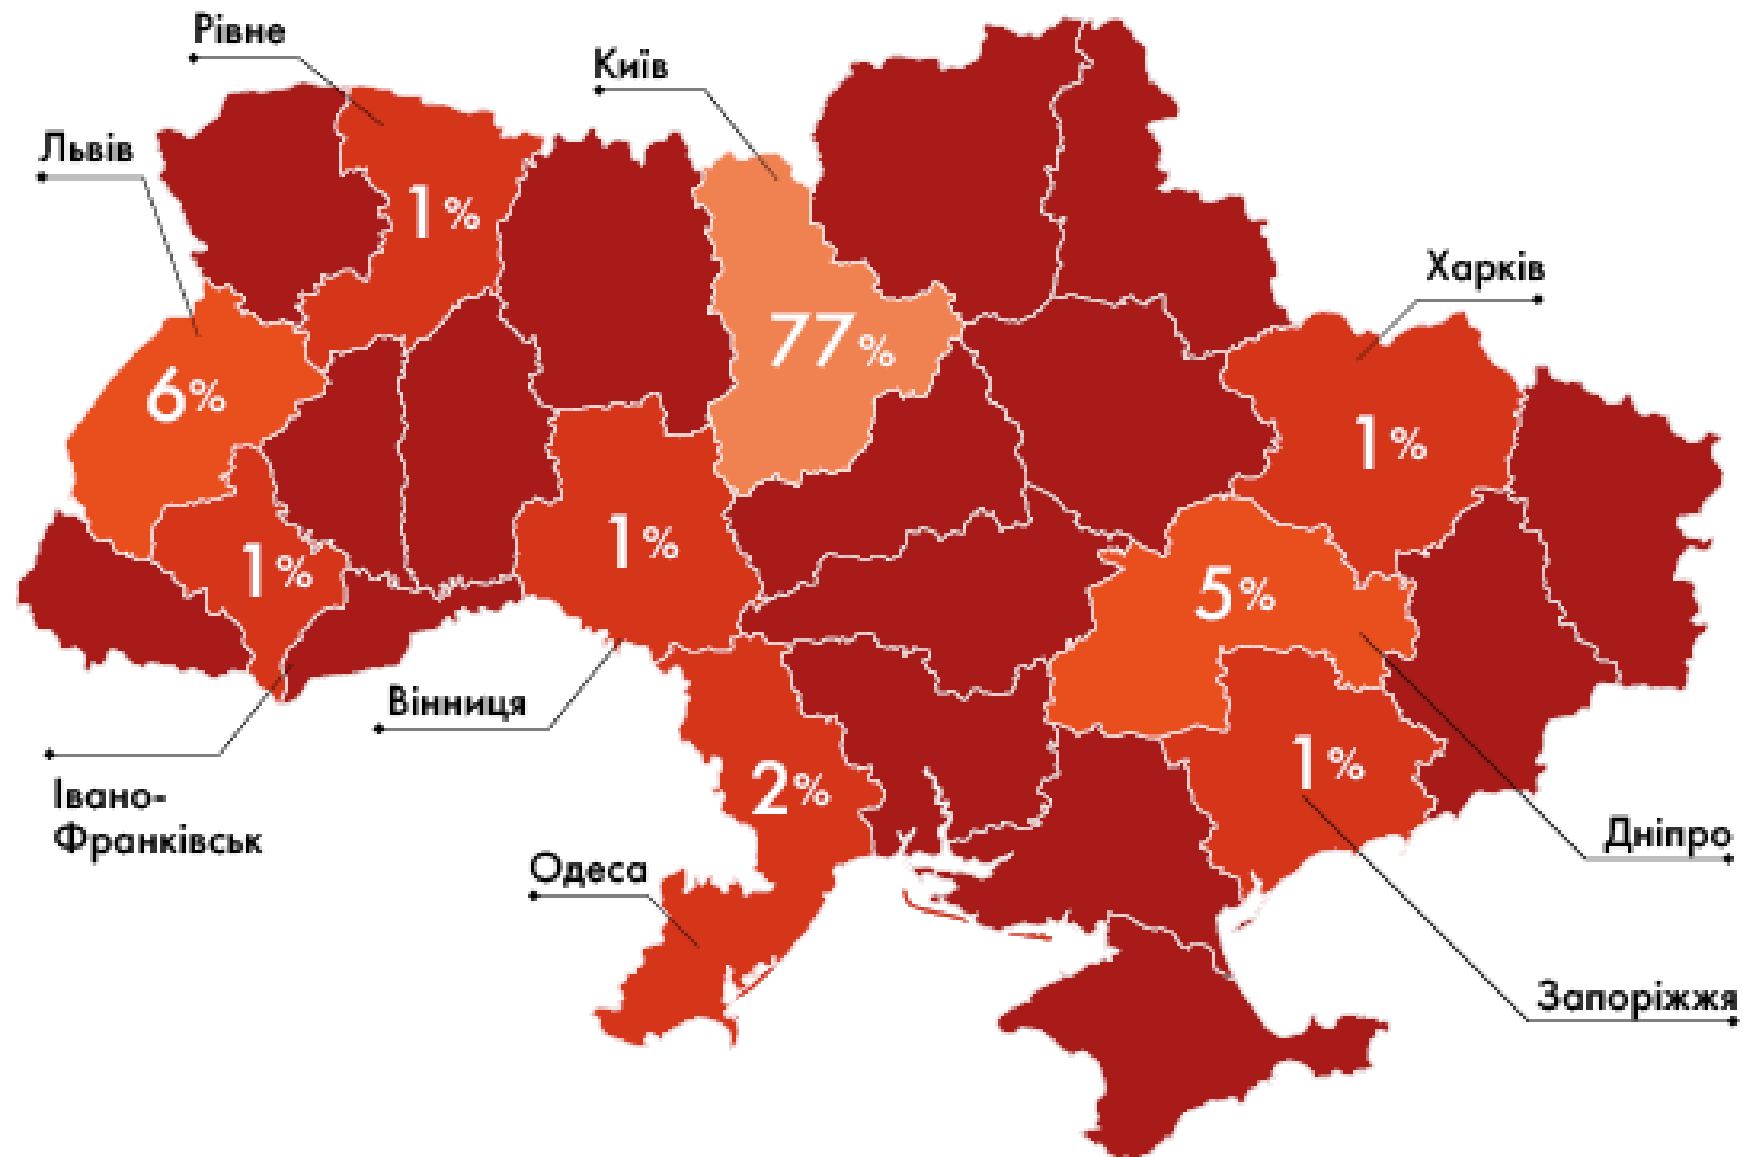 Рівне
Київ
Львів
1%
Харків
77%
6%
1%
1%
1%
5%
Вінниця
1%
2%
Івано-
Франківськ
Дніпро
Одеса
Запоріжжя